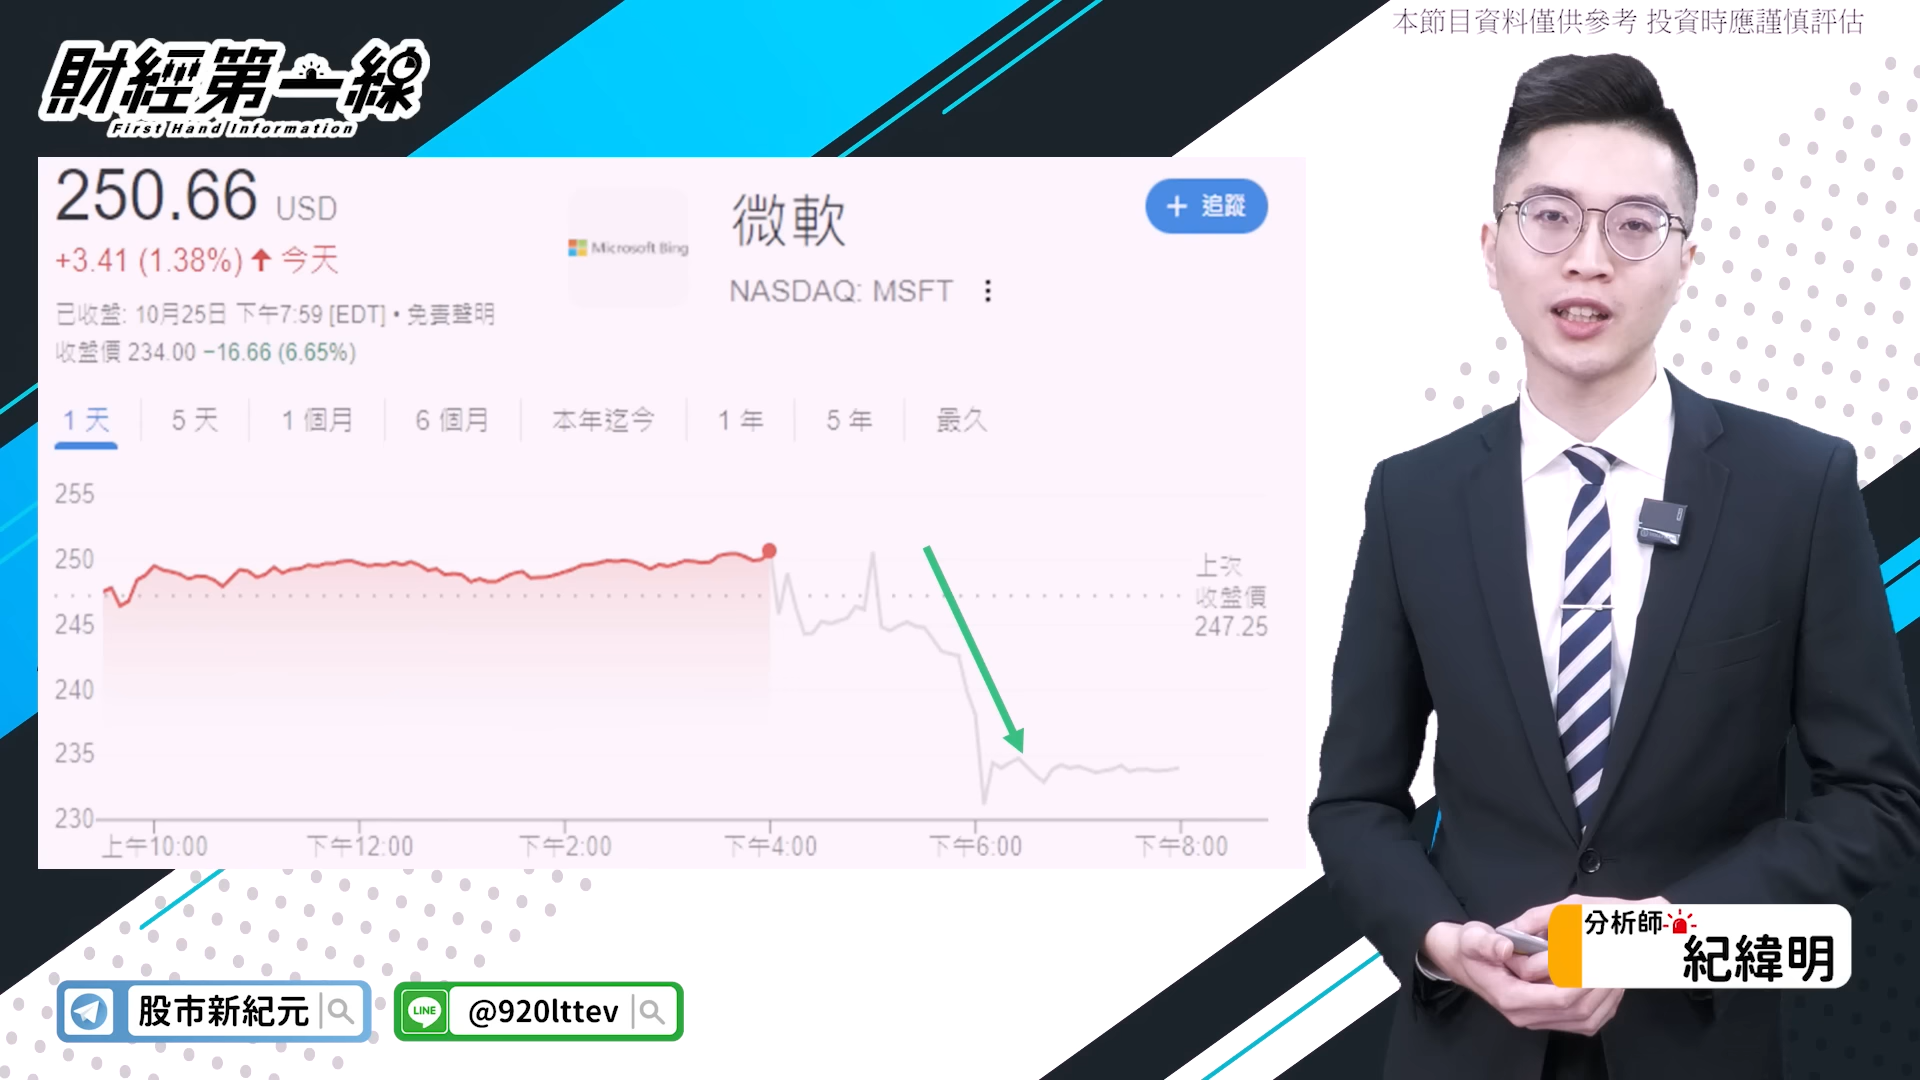 本節目資料僅供參考 投資時應謹慎評估
財經第一線
First Hand Information
250.66 USD
+3.41 (1.38%) ↑ 今天
已收盤: 10月25日 下午7:59 [EDT] • 免責聲明
收盤價 234.00 −16.66 (6.65%)
Microsoft Bing
微軟
NASDAQ: MSFT
+ 追蹤
1 天
5 天
1 個月
6 個月
本年迄今
1 年
5 年
最久
255
250
245
240
235
230
上次
收盤價
247.25
上午10:00
下午12:00
下午2:00
下午4:00
下午6:00
下午8:00
分析師
紀緯明
股市新紀元
LINE
@920lttev